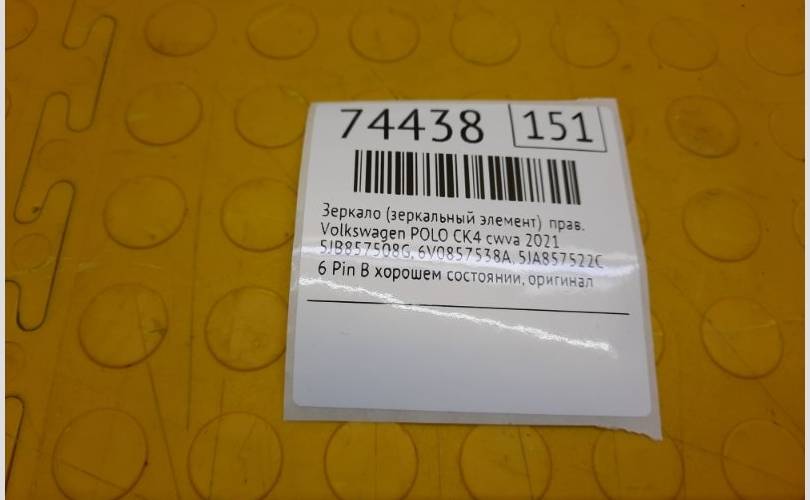 74438 151
Зеркало (зеркальный элемент) прав.
Volkswagen POLO CK4 cwva 2021
5JB857508G, 6V0857538A, 5JA857522C
6 Pin В хорошем состоянии, оригинал